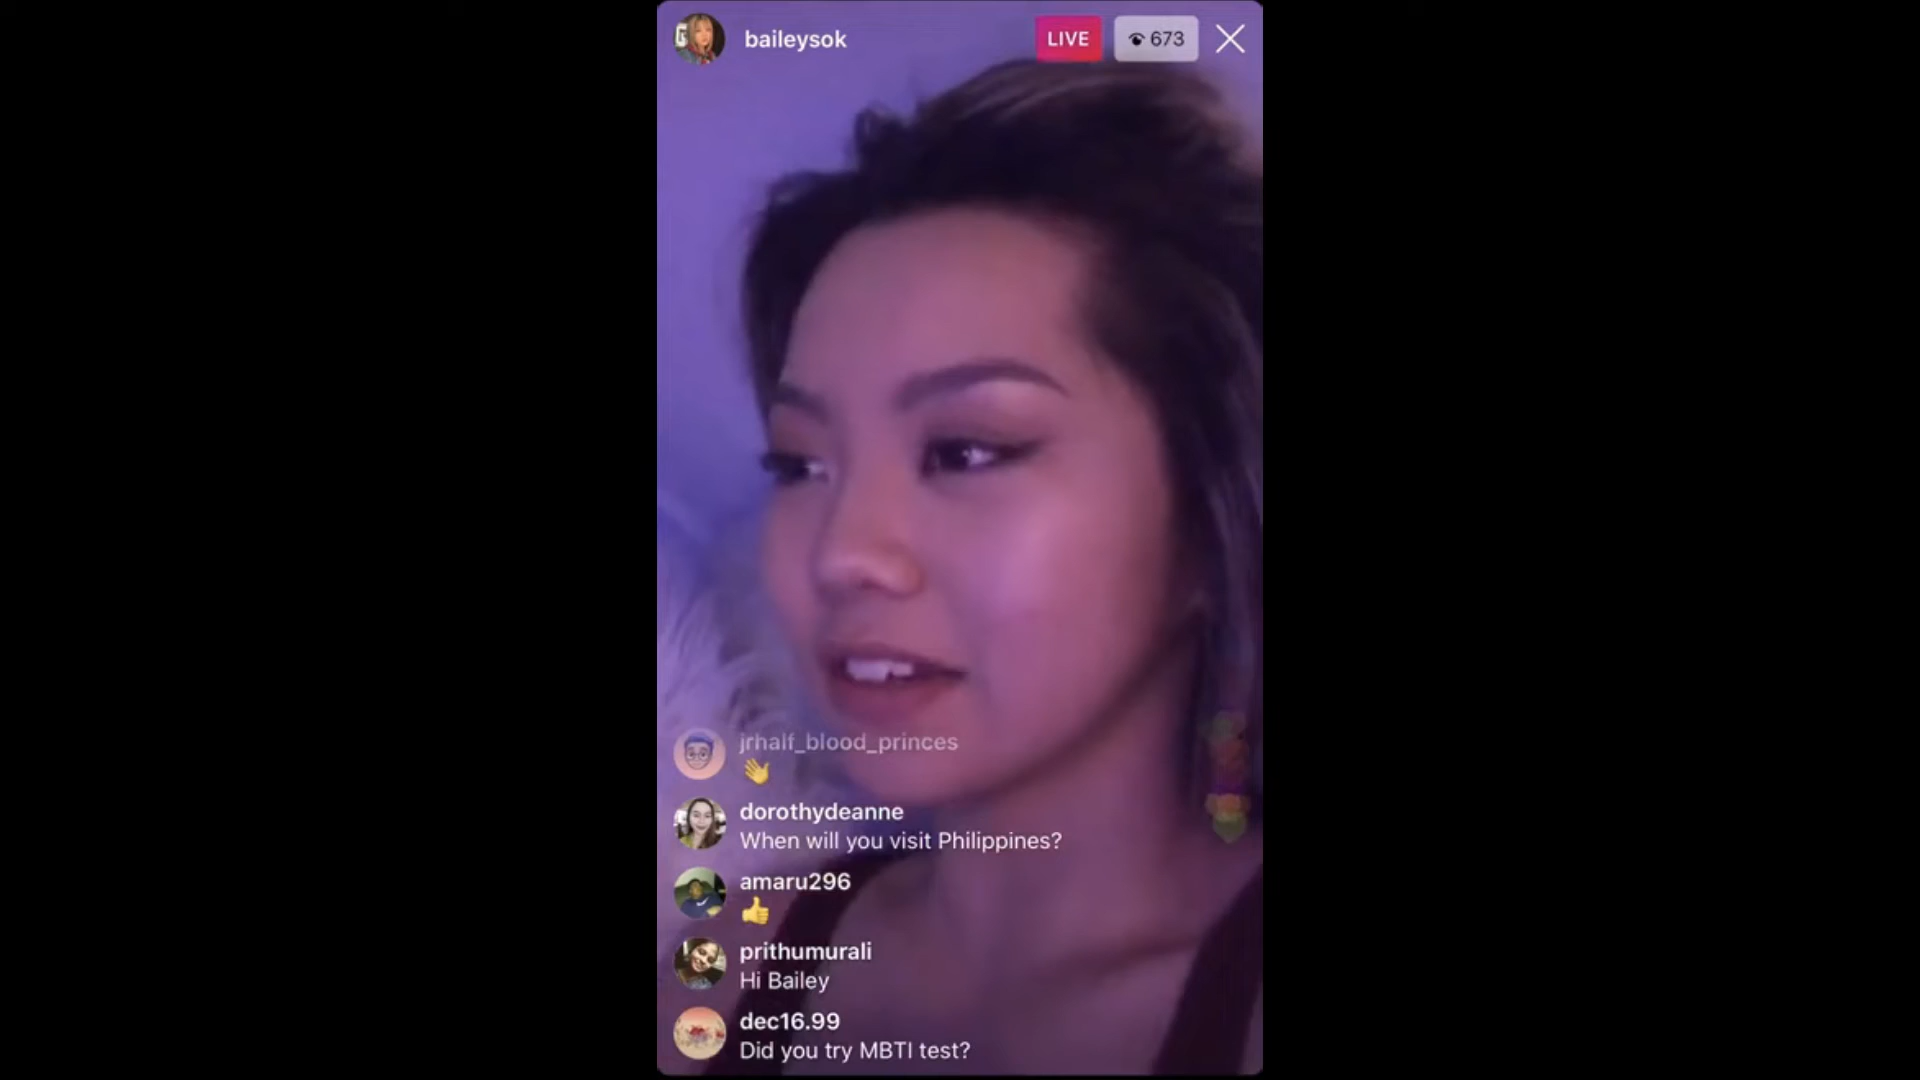 baileysok
LIVE
673
jrhalf_blood_princes
👋
dorothydeanne
When will you visit Philippines?
amaru296
👍
prithumurali
Hi Bailey
dec16.99
Did you try MBTI test?